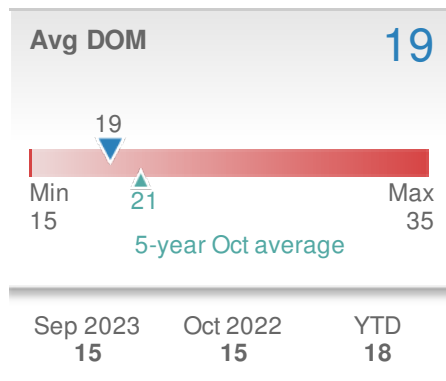 Avg DOM 19
19
Min Max
15 21 35
5-year Oct average
Sep 2023 Oct 2022 YTD
15 15 18